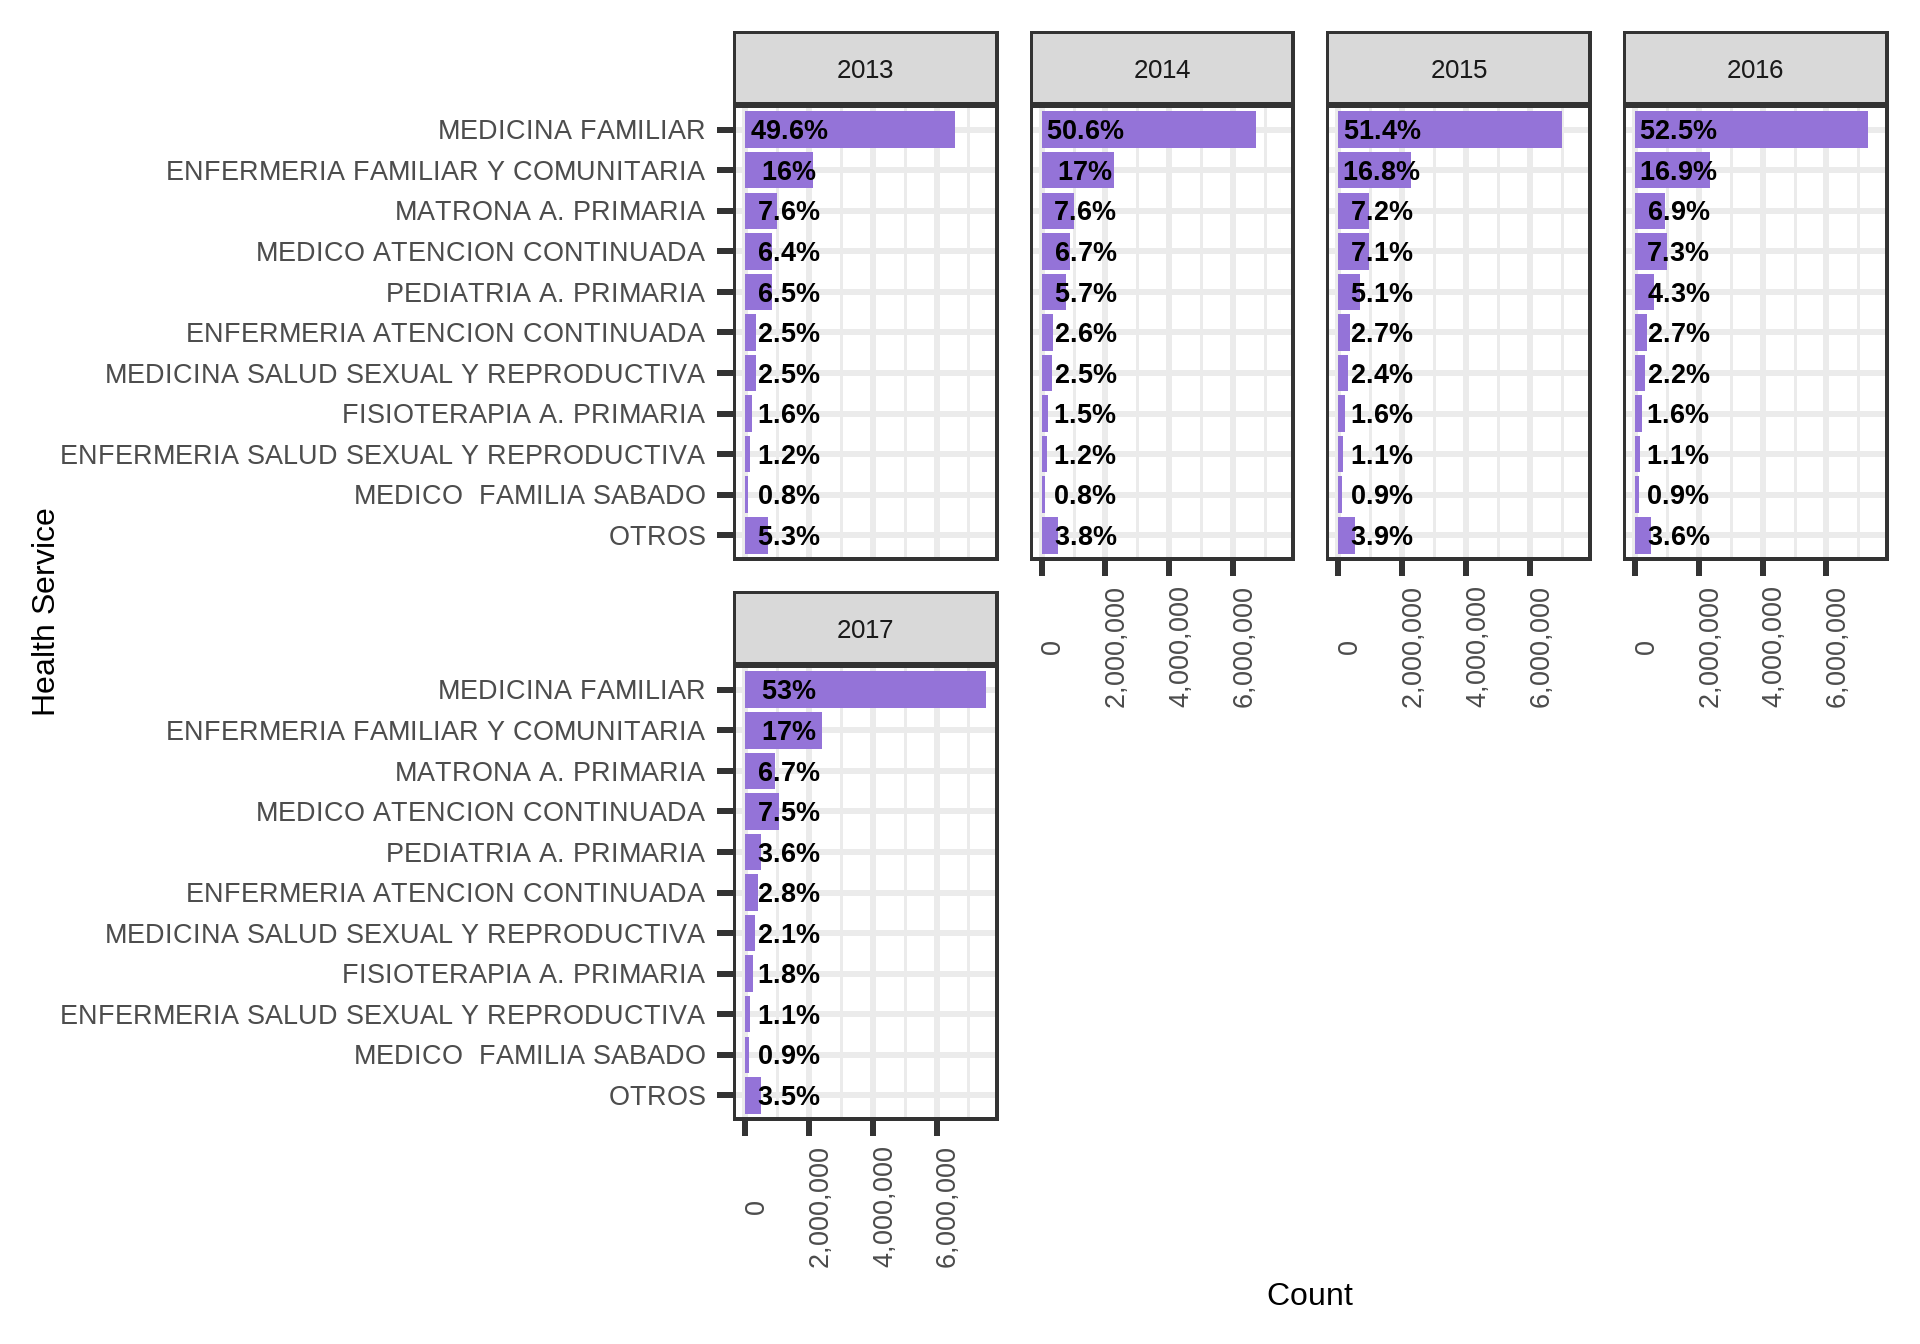 2013
2014
2015
2016
MEDICINA FAMILIAR 49.6% 50.6% 51.4% 52.5%
ENFERMERIA FAMILIAR Y COMUNITARIA 16% 17% 16.8% 16.9%
MATRONA A. PRIMARIA 7.6% 7.6% 7.2% 6.9%
MEDICO ATENCION CONTINUADA 6.4% 6.7% 7.1% 7.3%
PEDIATRIA A. PRIMARIA 6.5% 5.7% 5.1% 4.3%
ENFERMERIA ATENCION CONTINUADA 2.5% 2.6% 2.7% 2.7%
MEDICINA SALUD SEXUAL Y REPRODUCTIVA 2.5% 2.5% 2.4% 2.2%
FISIOTERAPIA A. PRIMARIA 1.6% 1.5% 1.6% 1.6%
ENFERMERIA SALUD SEXUAL Y REPRODUCTIVA 1.2% 1.2% 1.1% 1.1%
MEDICO  FAMILIA SABADO 0.8% 0.8% 0.9% 0.9%
OTROS 5.3% 3.8% 3.9% 3.6%
0 2,000,000 4,000,000 6,000,000
0 2,000,000 4,000,000 6,000,000
0 2,000,000 4,000,000 6,000,000
Health Service
2017
MEDICINA FAMILIAR 53%
ENFERMERIA FAMILIAR Y COMUNITARIA 17%
MATRONA A. PRIMARIA 6.7%
MEDICO ATENCION CONTINUADA 7.5%
PEDIATRIA A. PRIMARIA 3.6%
ENFERMERIA ATENCION CONTINUADA 2.8%
MEDICINA SALUD SEXUAL Y REPRODUCTIVA 2.1%
FISIOTERAPIA A. PRIMARIA 1.8%
ENFERMERIA SALUD SEXUAL Y REPRODUCTIVA 1.1%
MEDICO  FAMILIA SABADO 0.9%
OTROS 3.5%
0 2,000,000 4,000,000 6,000,000
Count